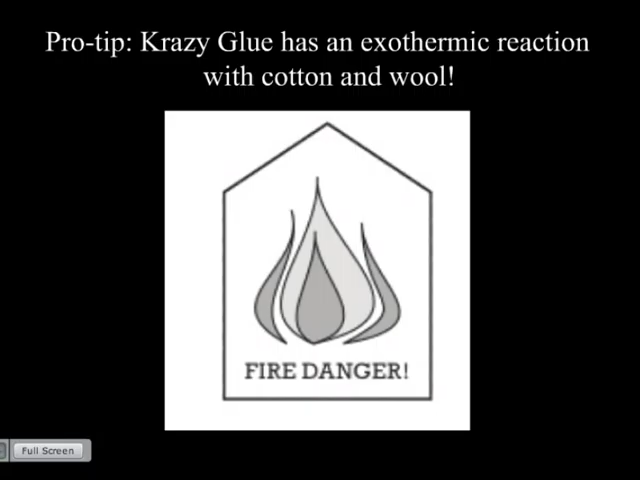 Pro-tip: Krazy Glue has an exothermic reaction
with cotton and wool!
FIRE DANGER!
Full Screen